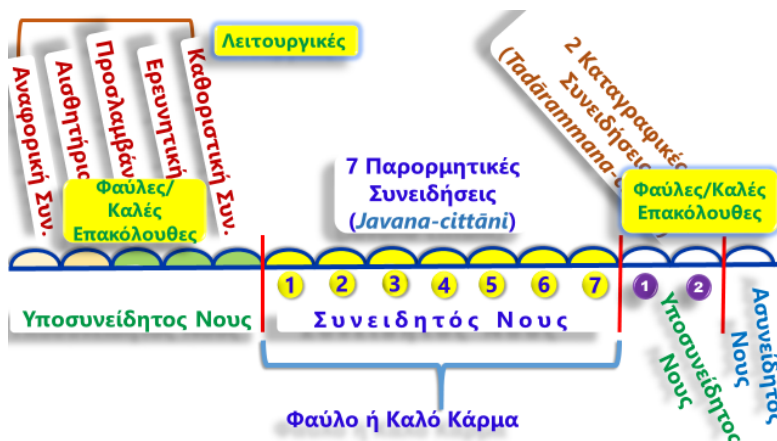 Λειτουργικές
Αναφορική Συν.
Αισθητήρια
Προσλαμβάν
Ερευνητική
Καθοριστική Συν.
Φαύλες/
Καλές
Επακόλουθες
7 Παρορμητικές
Συνειδήσεις
(Javana-cittāni)
2 Καταγραφικές
Συνειδήσεις
(Tadārammana-
Φαύλες/Καλές
Επακόλουθες
1 2 3 4 5 6 7
1 2
Υποσυνείδητος Νους
Συνειδητός Νους
Υποσυνείδητος
Νους
Ασυνείδητος
Νους
Φαύλο ή Καλό Κάρμα